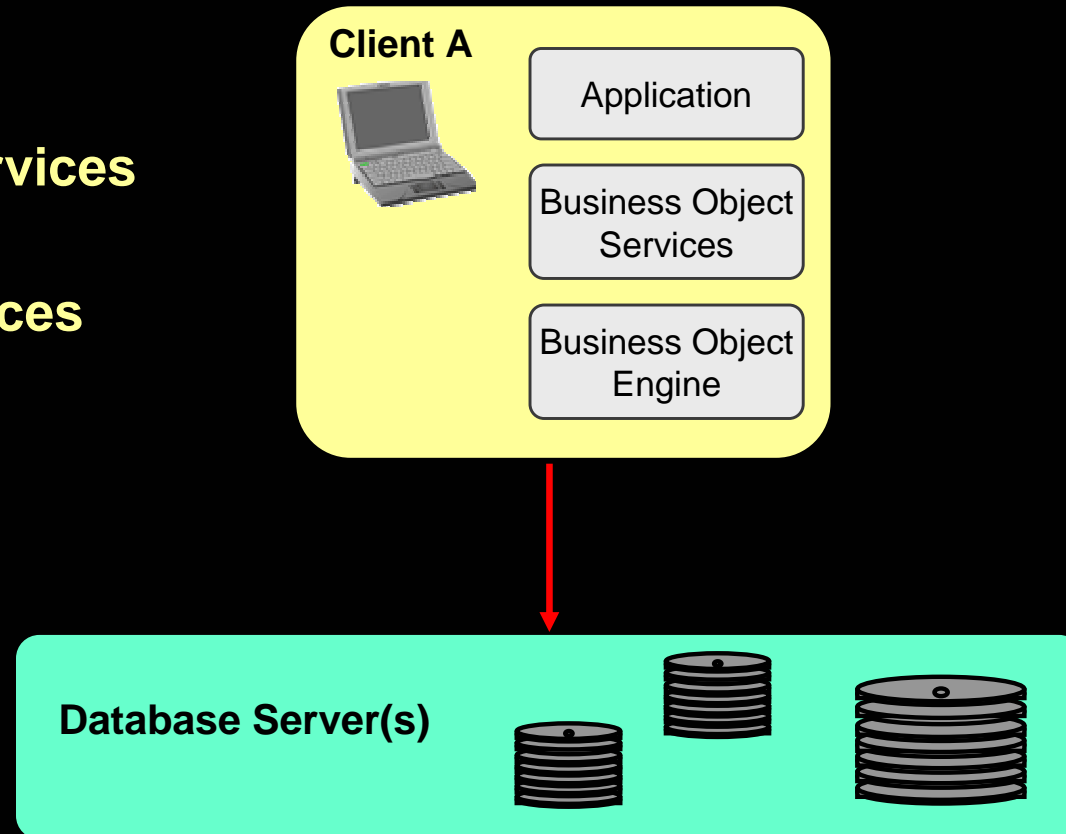 Client A
Application
rvices
Business Object
Services
ces
Business Object
Engine
Database Server(s)